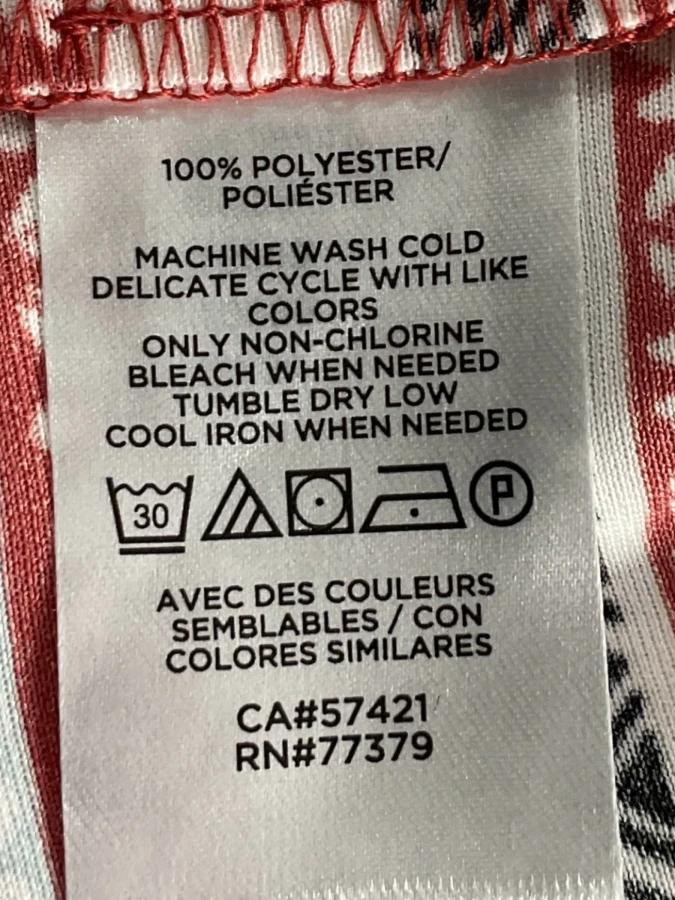 100% POLYESTER/
POLIÉSTER
MACHINE WASH COLD
DELICATE CYCLE WITH LIKE
COLORS
ONLY NON-CHLORINE
BLEACH WHEN NEEDED
TUMBLE DRY LOW
COOL IRON WHEN NEEDED
30 P
AVEC DES COULEURS
SEMBLABLES / CON
COLORES SIMILARES
CA#57421
RN#77379